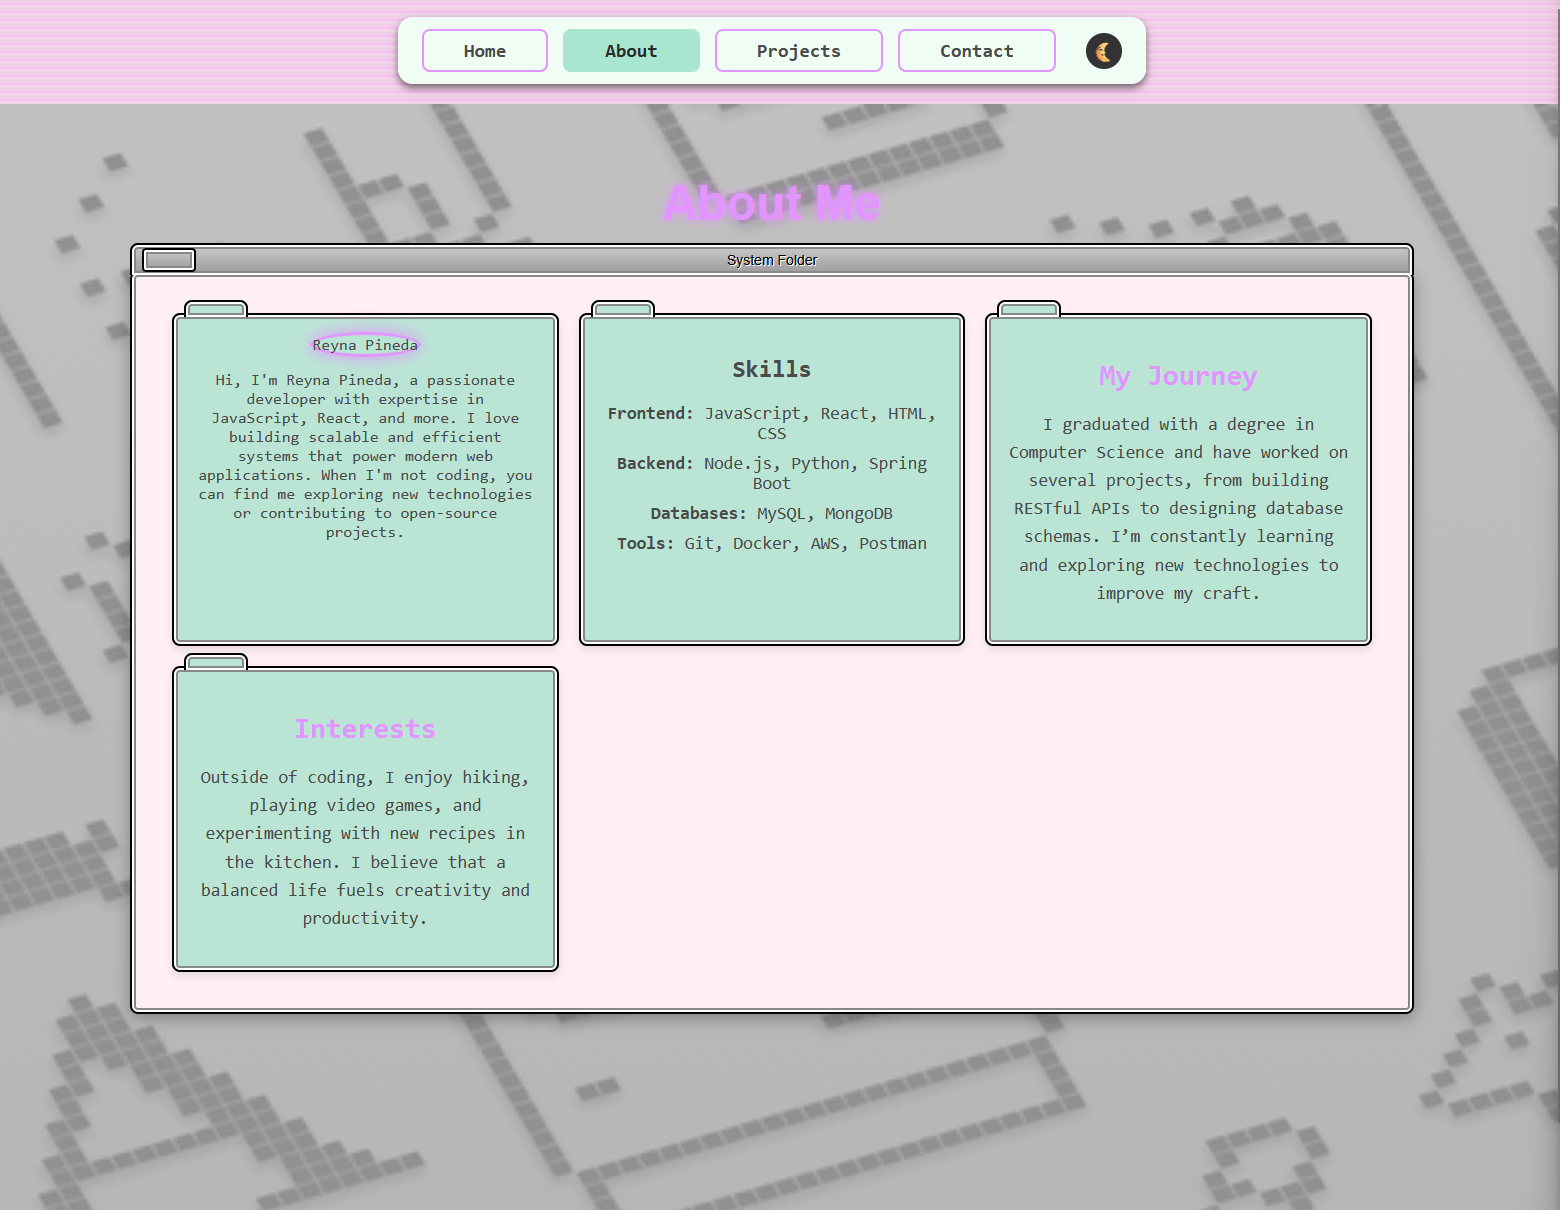 Home
About
Projects
Contact
About Me
System Folder
Reyna Pineda
Hi, I'm Reyna Pineda, a passionate
developer with expertise in
JavaScript, React, and more. I love
building scalable and efficient
systems that power modern web
applications. When I'm not coding, you
can find me exploring new technologies
or contributing to open-source
projects.
Skills
Frontend: JavaScript, React, HTML,
CSS
Backend: Node.js, Python, Spring
Boot
Databases: MySQL, MongoDB
Tools: Git, Docker, AWS, Postman
My Journey
I graduated with a degree in
Computer Science and have worked on
several projects, from building
RESTful APIs to designing database
schemas. I’m constantly learning
and exploring new technologies to
improve my craft.
Interests
Outside of coding, I enjoy hiking,
playing video games, and
experimenting with new recipes in
the kitchen. I believe that a
balanced life fuels creativity and
productivity.